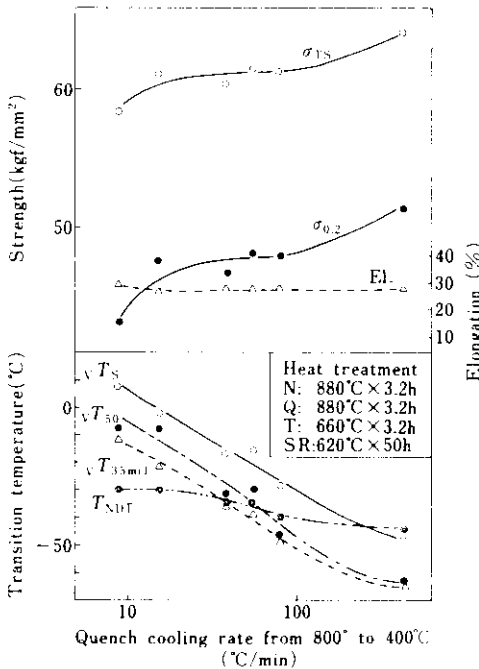 σTS
60
Strength(kgf/mm²)
50
σ0.2
40
El.
30
20
10
Elongation (%)
Heat treatment
N: 880°C×3.2h
Q: 880°C×3.2h
T: 660°C×3.2h
SR:620°C×50h
vTS
0
vT50
vT35mil
TNDT
Transition temperature(°C)
-50
10
100
Quench cooling rate from 800° to 400°C
(°C/min)